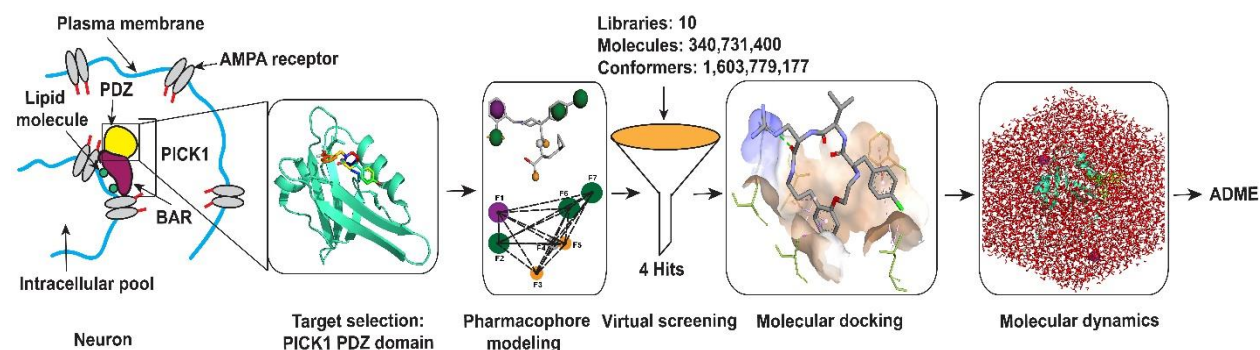 Plasma membrane
AMPA receptor
PDZ
Lipid
molecule
PICK1
BAR
Intracellular pool
Neuron
Target selection:
PICK1 PDZ domain
F1
F2
F3
F4
F5
F6
F7
Pharmacophore
modeling
Libraries: 10
Molecules: 340,731,400
Conformers: 1,603,779,177
4 Hits
Virtual screening
Molecular docking
Molecular dynamics
ADME